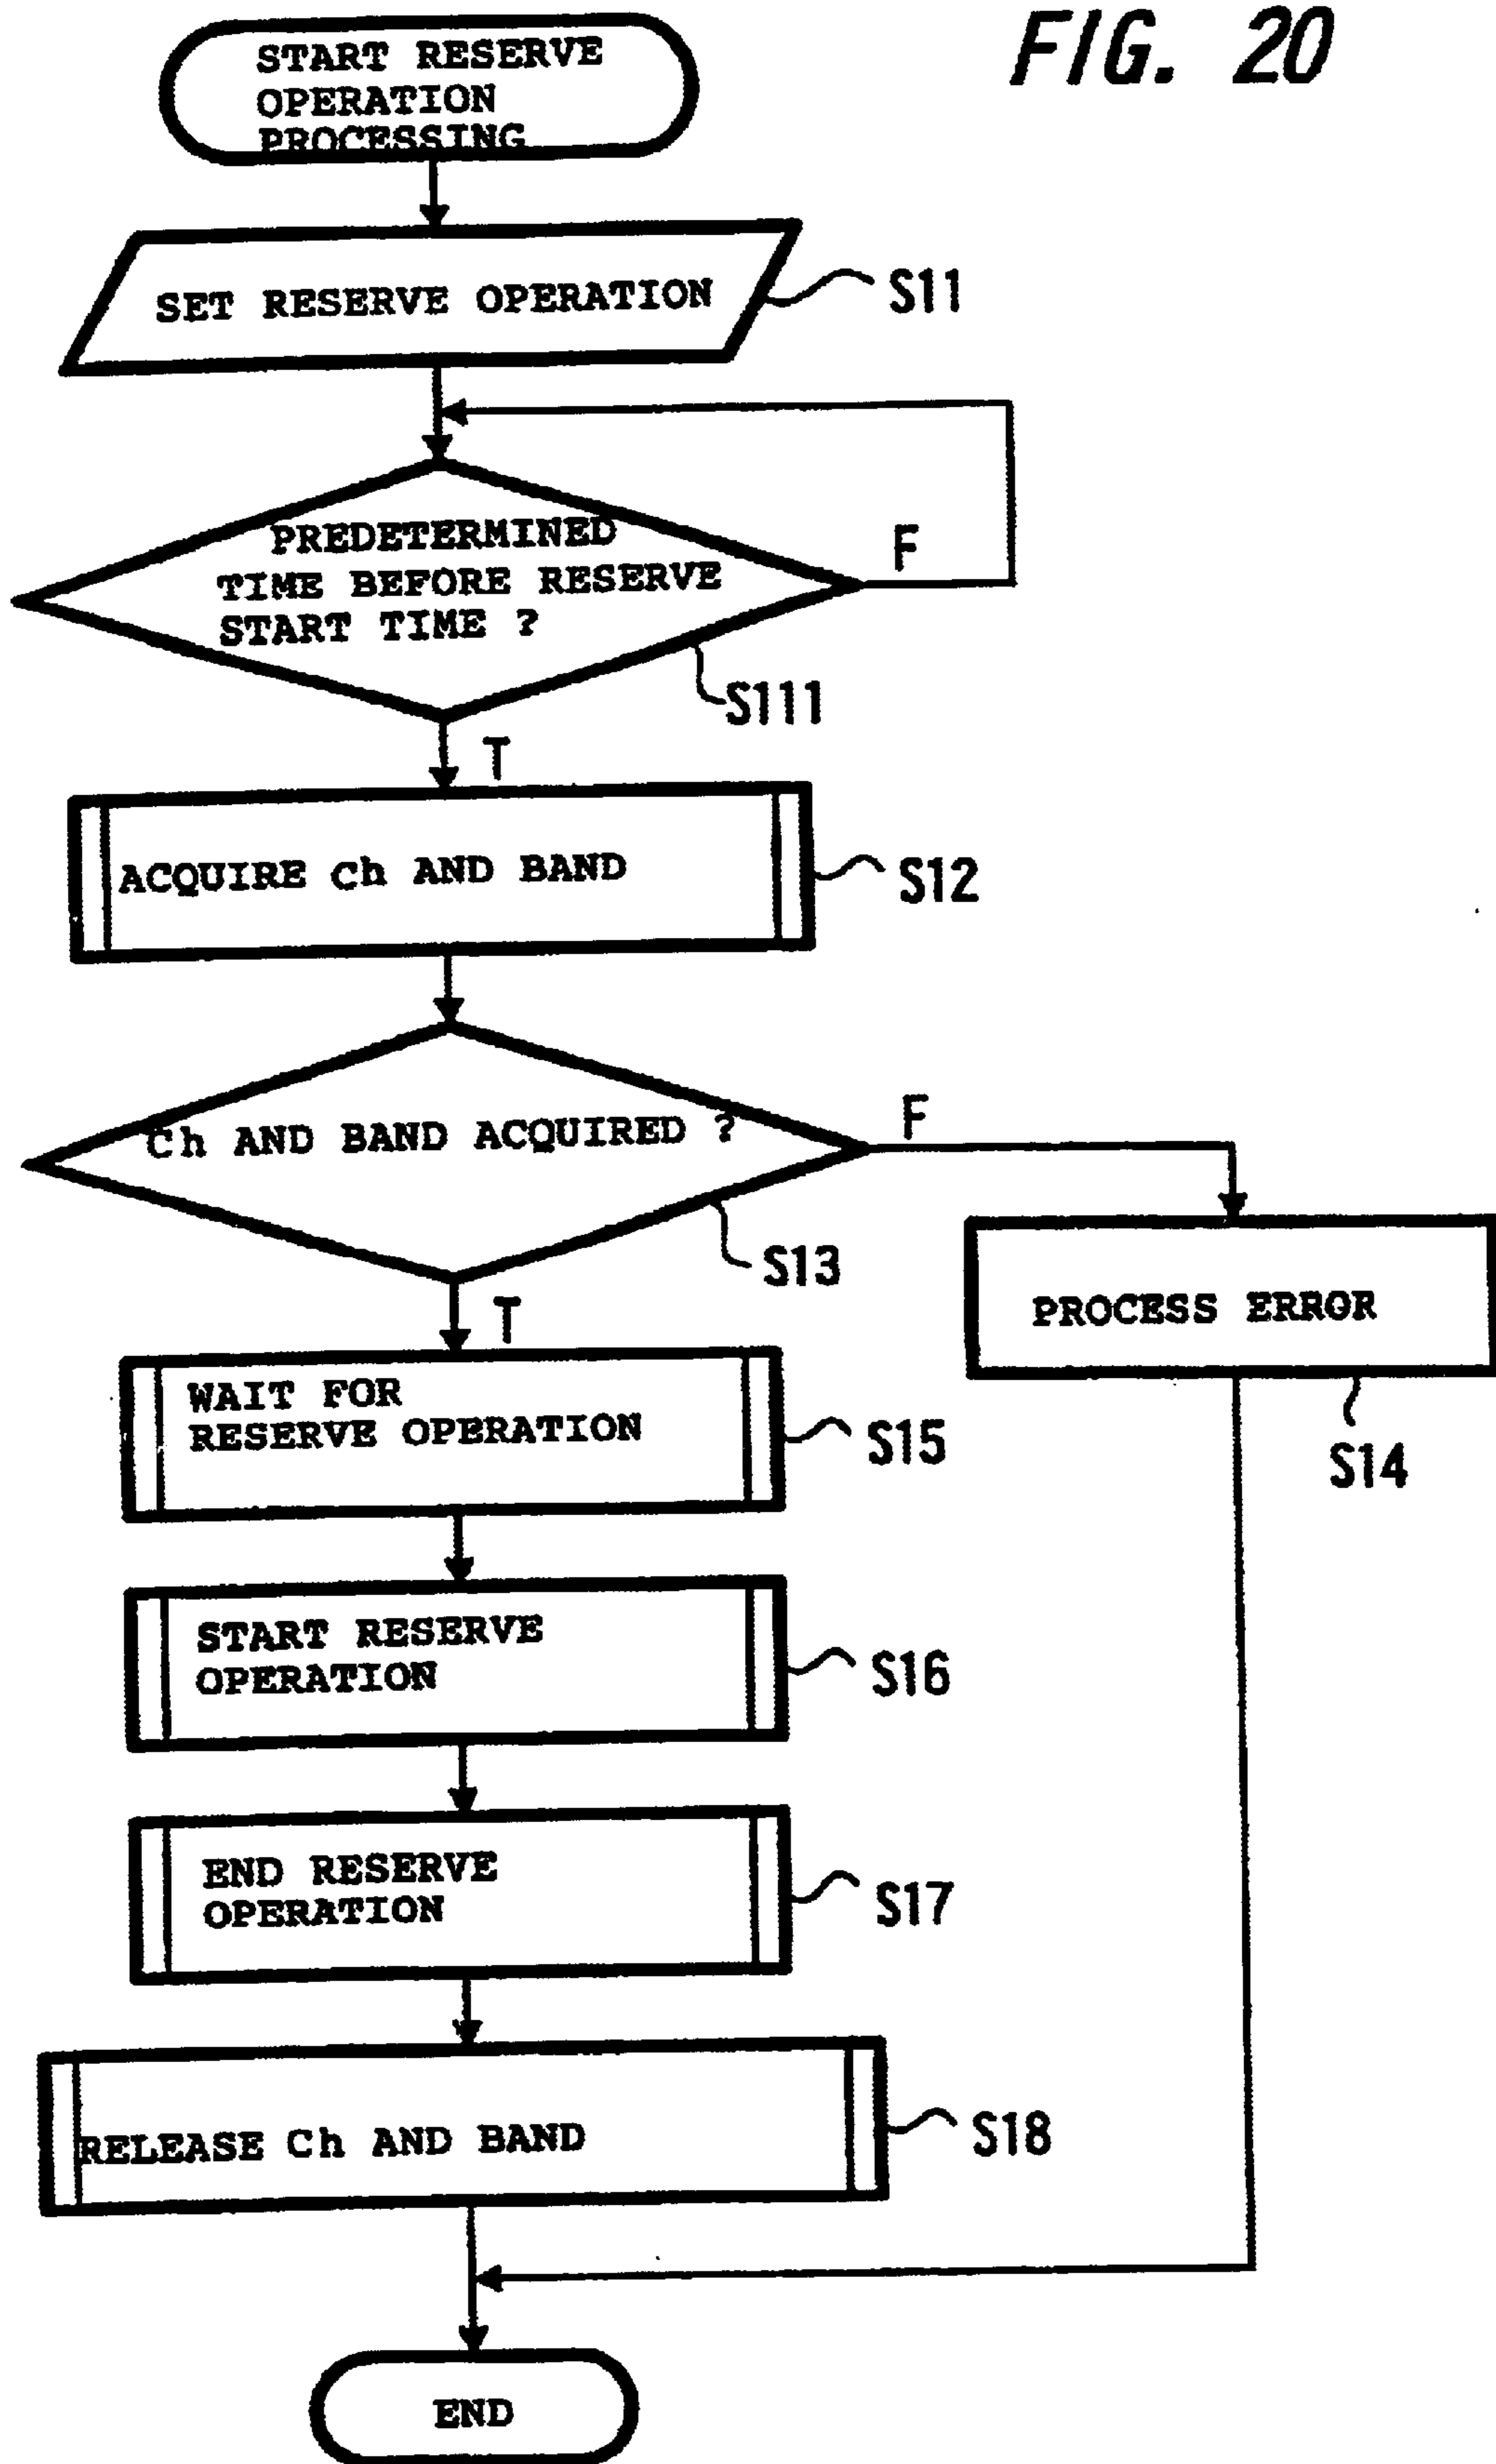 FIG. 20
START RESERVE
OPERATION
PROCESSING
SET RESERVE OPERATION
S11
PREDETERMINED
TIME BEFORE RESERVE
START TIME ?
F
S111
T
ACQUIRE Ch AND BAND
S12
Ch AND BAND ACQUIRED ?
F
S13
T
PROCESS ERROR
S14
WAIT FOR
RESERVE OPERATION
S15
START RESERVE
OPERATION
S16
END RESERVE
OPERATION
S17
RELEASE Ch AND BAND
S18
END